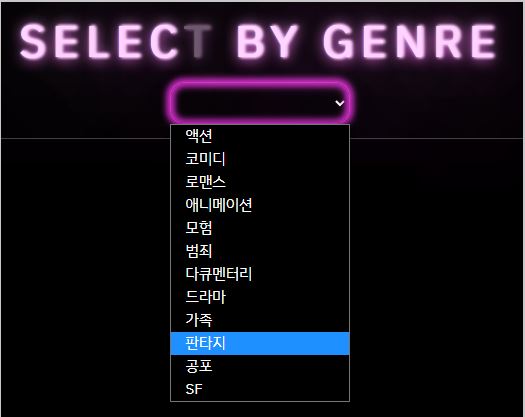 SELECT BY GENRE
액션
코미디
로맨스
애니메이션
모험
범죄
다큐멘터리
드라마
가족
판타지
공포
SF